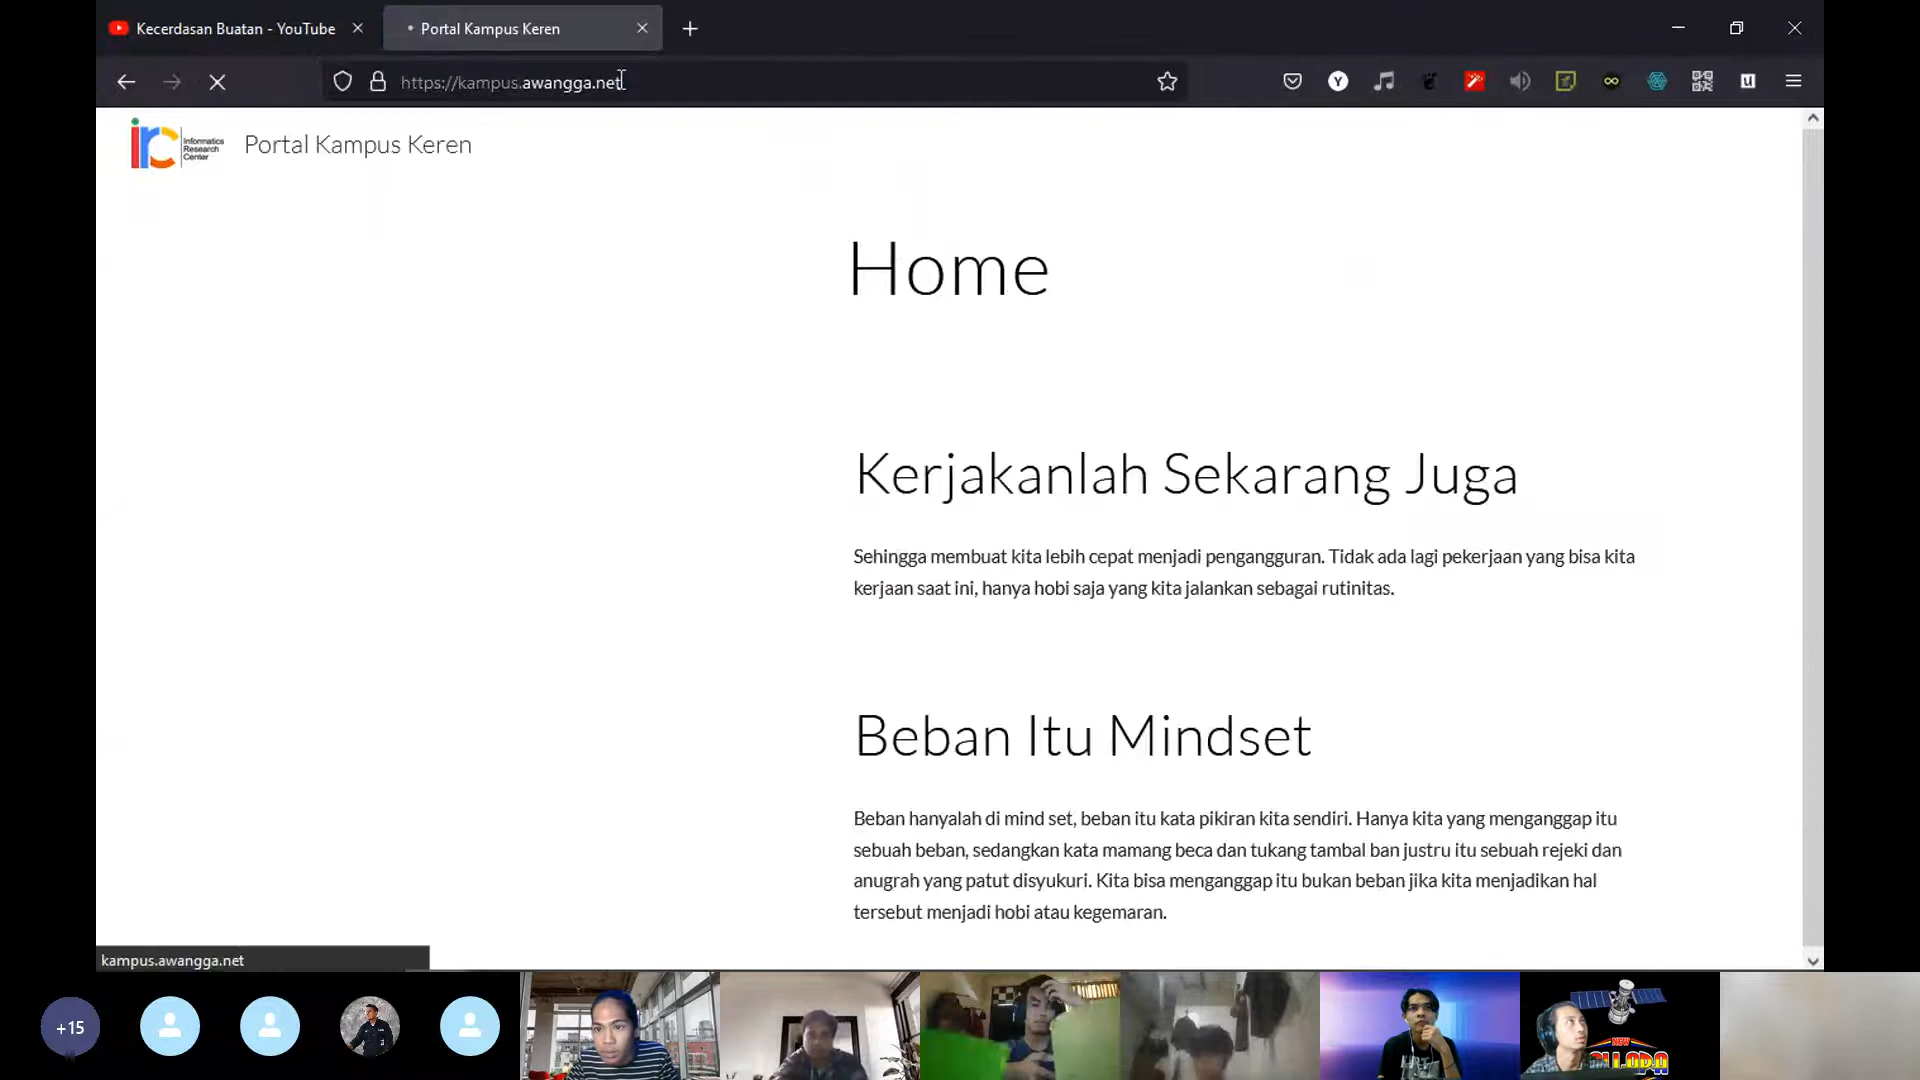 Kecerdasan Buatan - YouTube
Portal Kampus Keren
https://kampus.awangga.net
Y
u
irc Informatics
Research
Center
Portal Kampus Keren
Home
Kerjakanlah Sekarang Juga
Sehingga membuat kita lebih cepat menjadi pengangguran. Tidak ada lagi pekerjaan yang bisa kita
kerjaan saat ini, hanya hobi saja yang kita jalankan sebagai rutinitas.
Beban Itu Mindset
Beban hanyalah di mind set, beban itu kata pikiran kita sendiri. Hanya kita yang menganggap itu
sebuah beban, sedangkan kata mamang beca dan tukang tambal ban justru itu sebuah rejeki dan
anugrah yang patut disyukuri. Kita bisa menganggap itu bukan beban jika kita menjadikan hal
tersebut menjadi hobi atau kegemaran.
kampus.awangga.net
+15
NEW